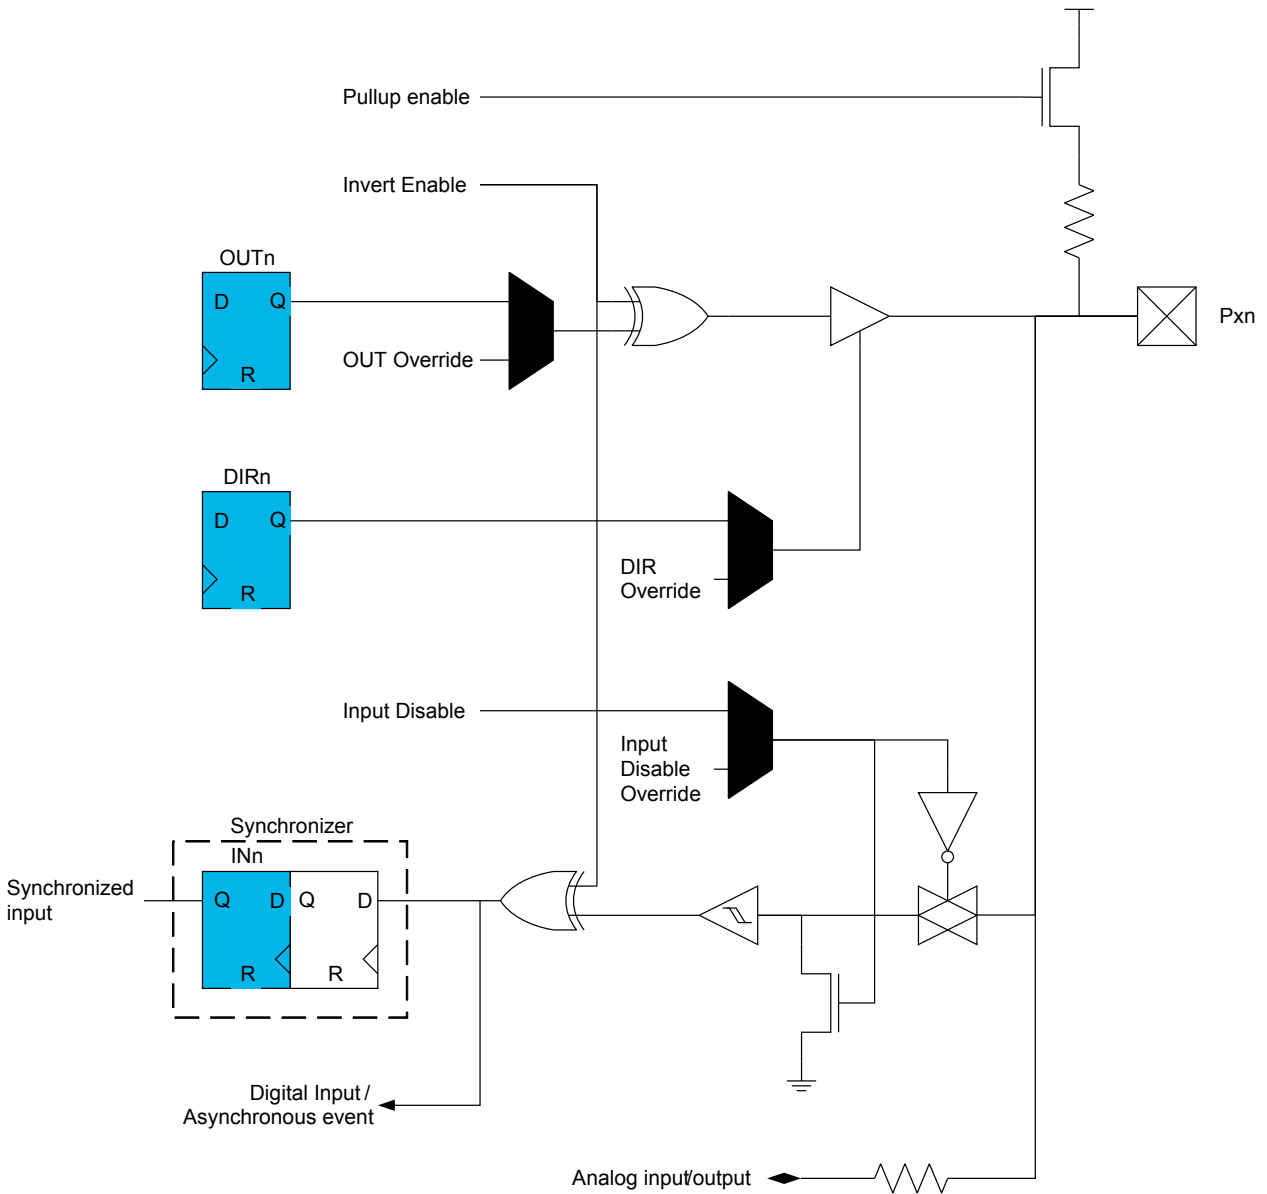 Pullup enable
Invert Enable
OUTn
D Q
OUT Override
R
Pxn
DIRn
D Q
DIR
Override
R
Input Disable
Input
Disable
Override
Synchronizer
INn
Synchronized
input
Q D Q D
R R
Digital Input /
Asynchronous event
Analog input/output